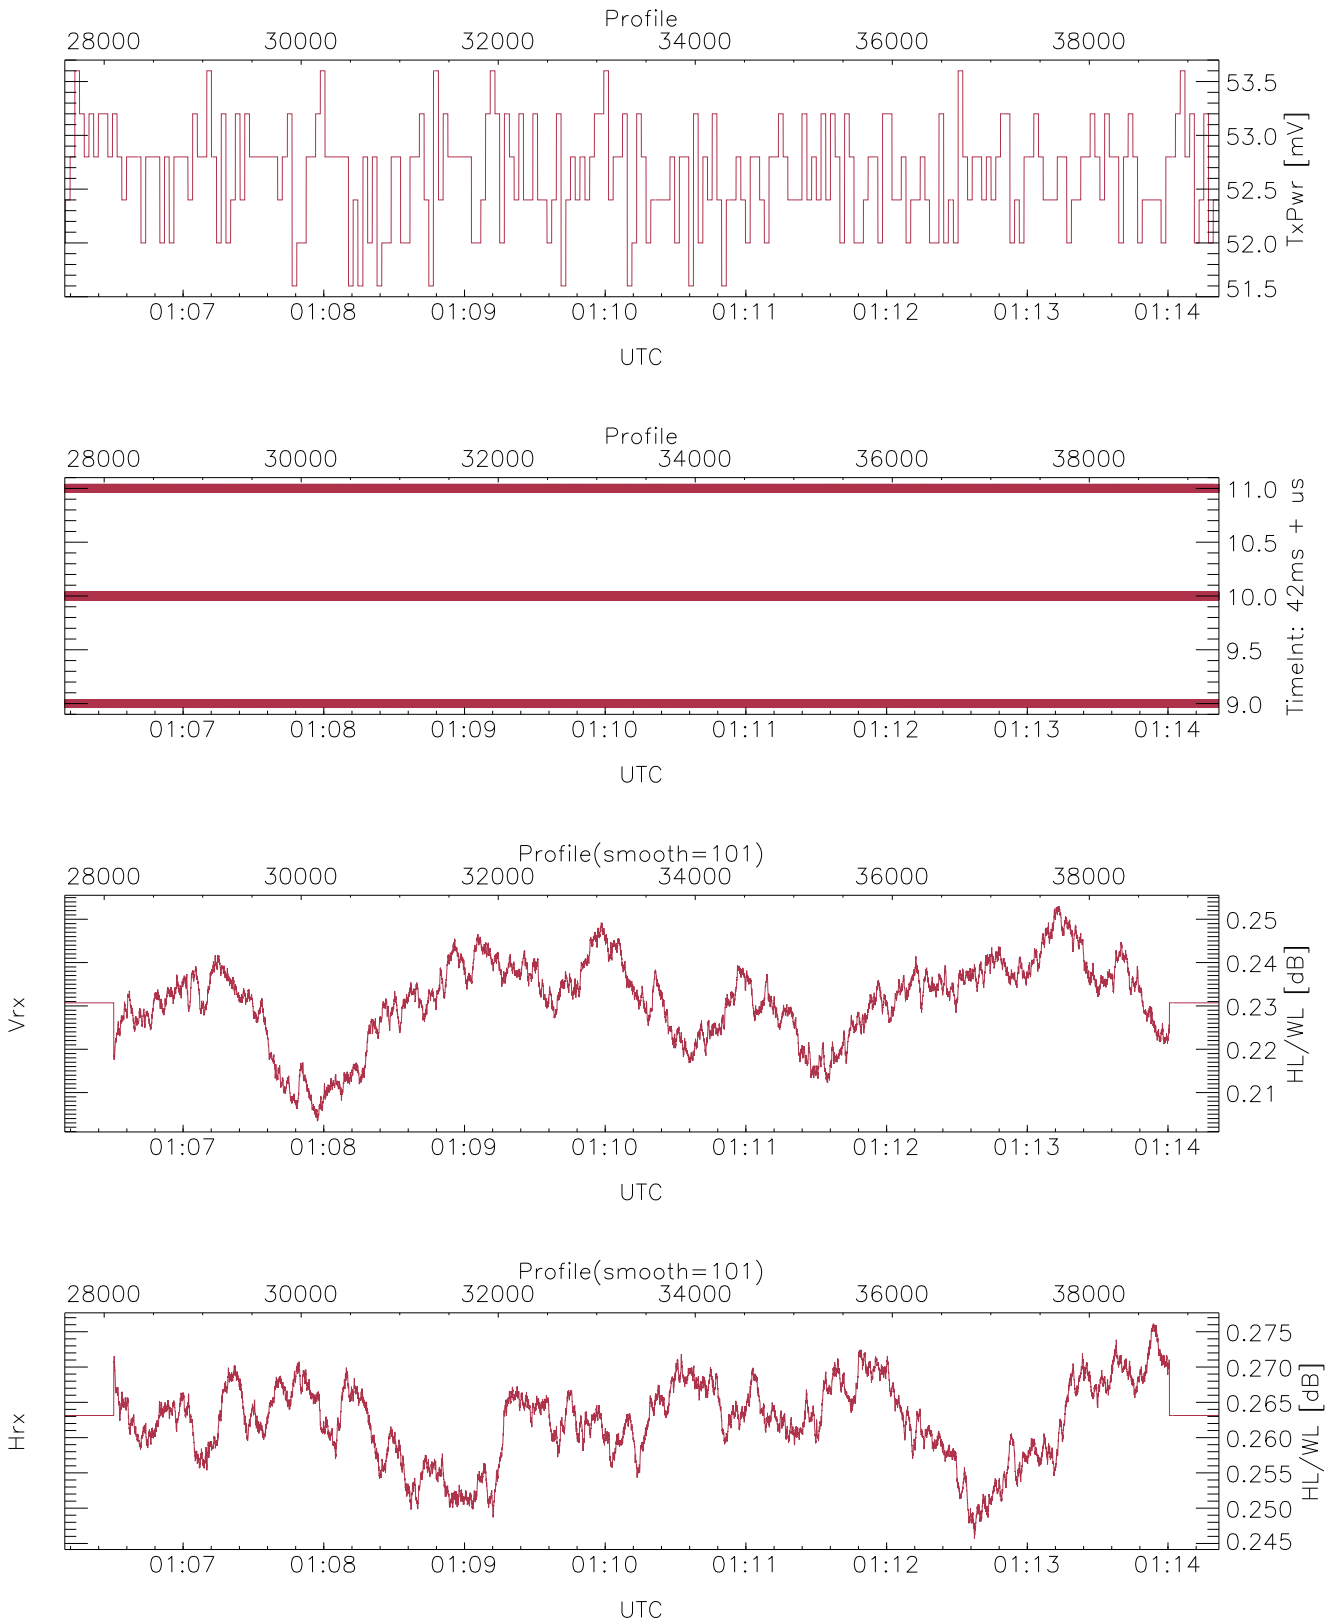 Profile
28000 30000 32000 34000 36000 38000
53.5
53.0
52.5
52.0
51.5
TxPwr [mV]
01:07 01:08 01:09 01:10 01:11 01:12 01:13 01:14
UTC
Profile
28000 30000 32000 34000 36000 38000
11.0
10.5
10.0
9.5
9.0
TimeInt: 42ms + us
01:07 01:08 01:09 01:10 01:11 01:12 01:13 01:14
UTC
Profile(smooth=101)
28000 30000 32000 34000 36000 38000
Vrx
0.25
0.24
0.23
0.22
0.21
HL/WL [dB]
01:07 01:08 01:09 01:10 01:11 01:12 01:13 01:14
UTC
Profile(smooth=101)
28000 30000 32000 34000 36000 38000
Hrx
0.275
0.270
0.265
0.260
0.255
0.250
0.245
HL/WL [dB]
01:07 01:08 01:09 01:10 01:11 01:12 01:13 01:14
UTC